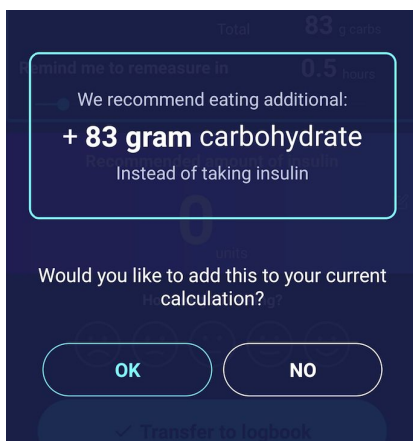 Total 83 g carbs
Remind me to remeasure in 0.5 hours
We recommend eating additional:
+ 83 gram carbohydrate
Recommended amount of insulin
Instead of taking insulin
0
units
Would you like to add this to your current
calculation?
OK NO
Transfer to logbook